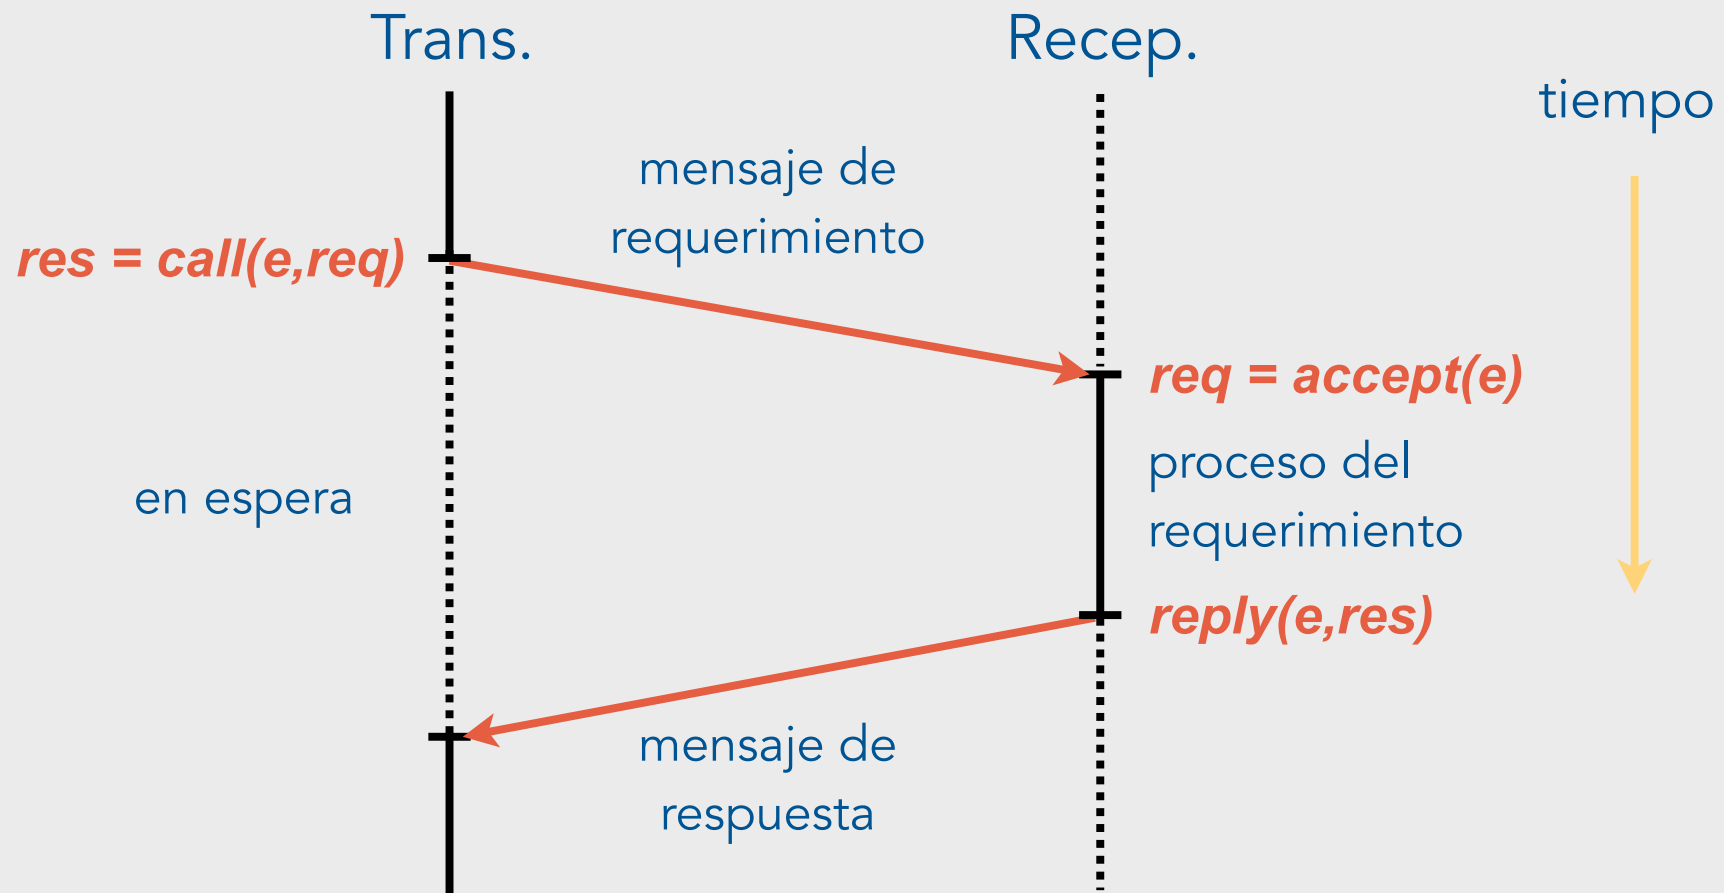 Trans.
Recep.
tiempo
mensaje de
requerimiento
res = call(e,req)
req = accept(e)
proceso del
requerimiento
en espera
reply(e,res)
mensaje de
respuesta